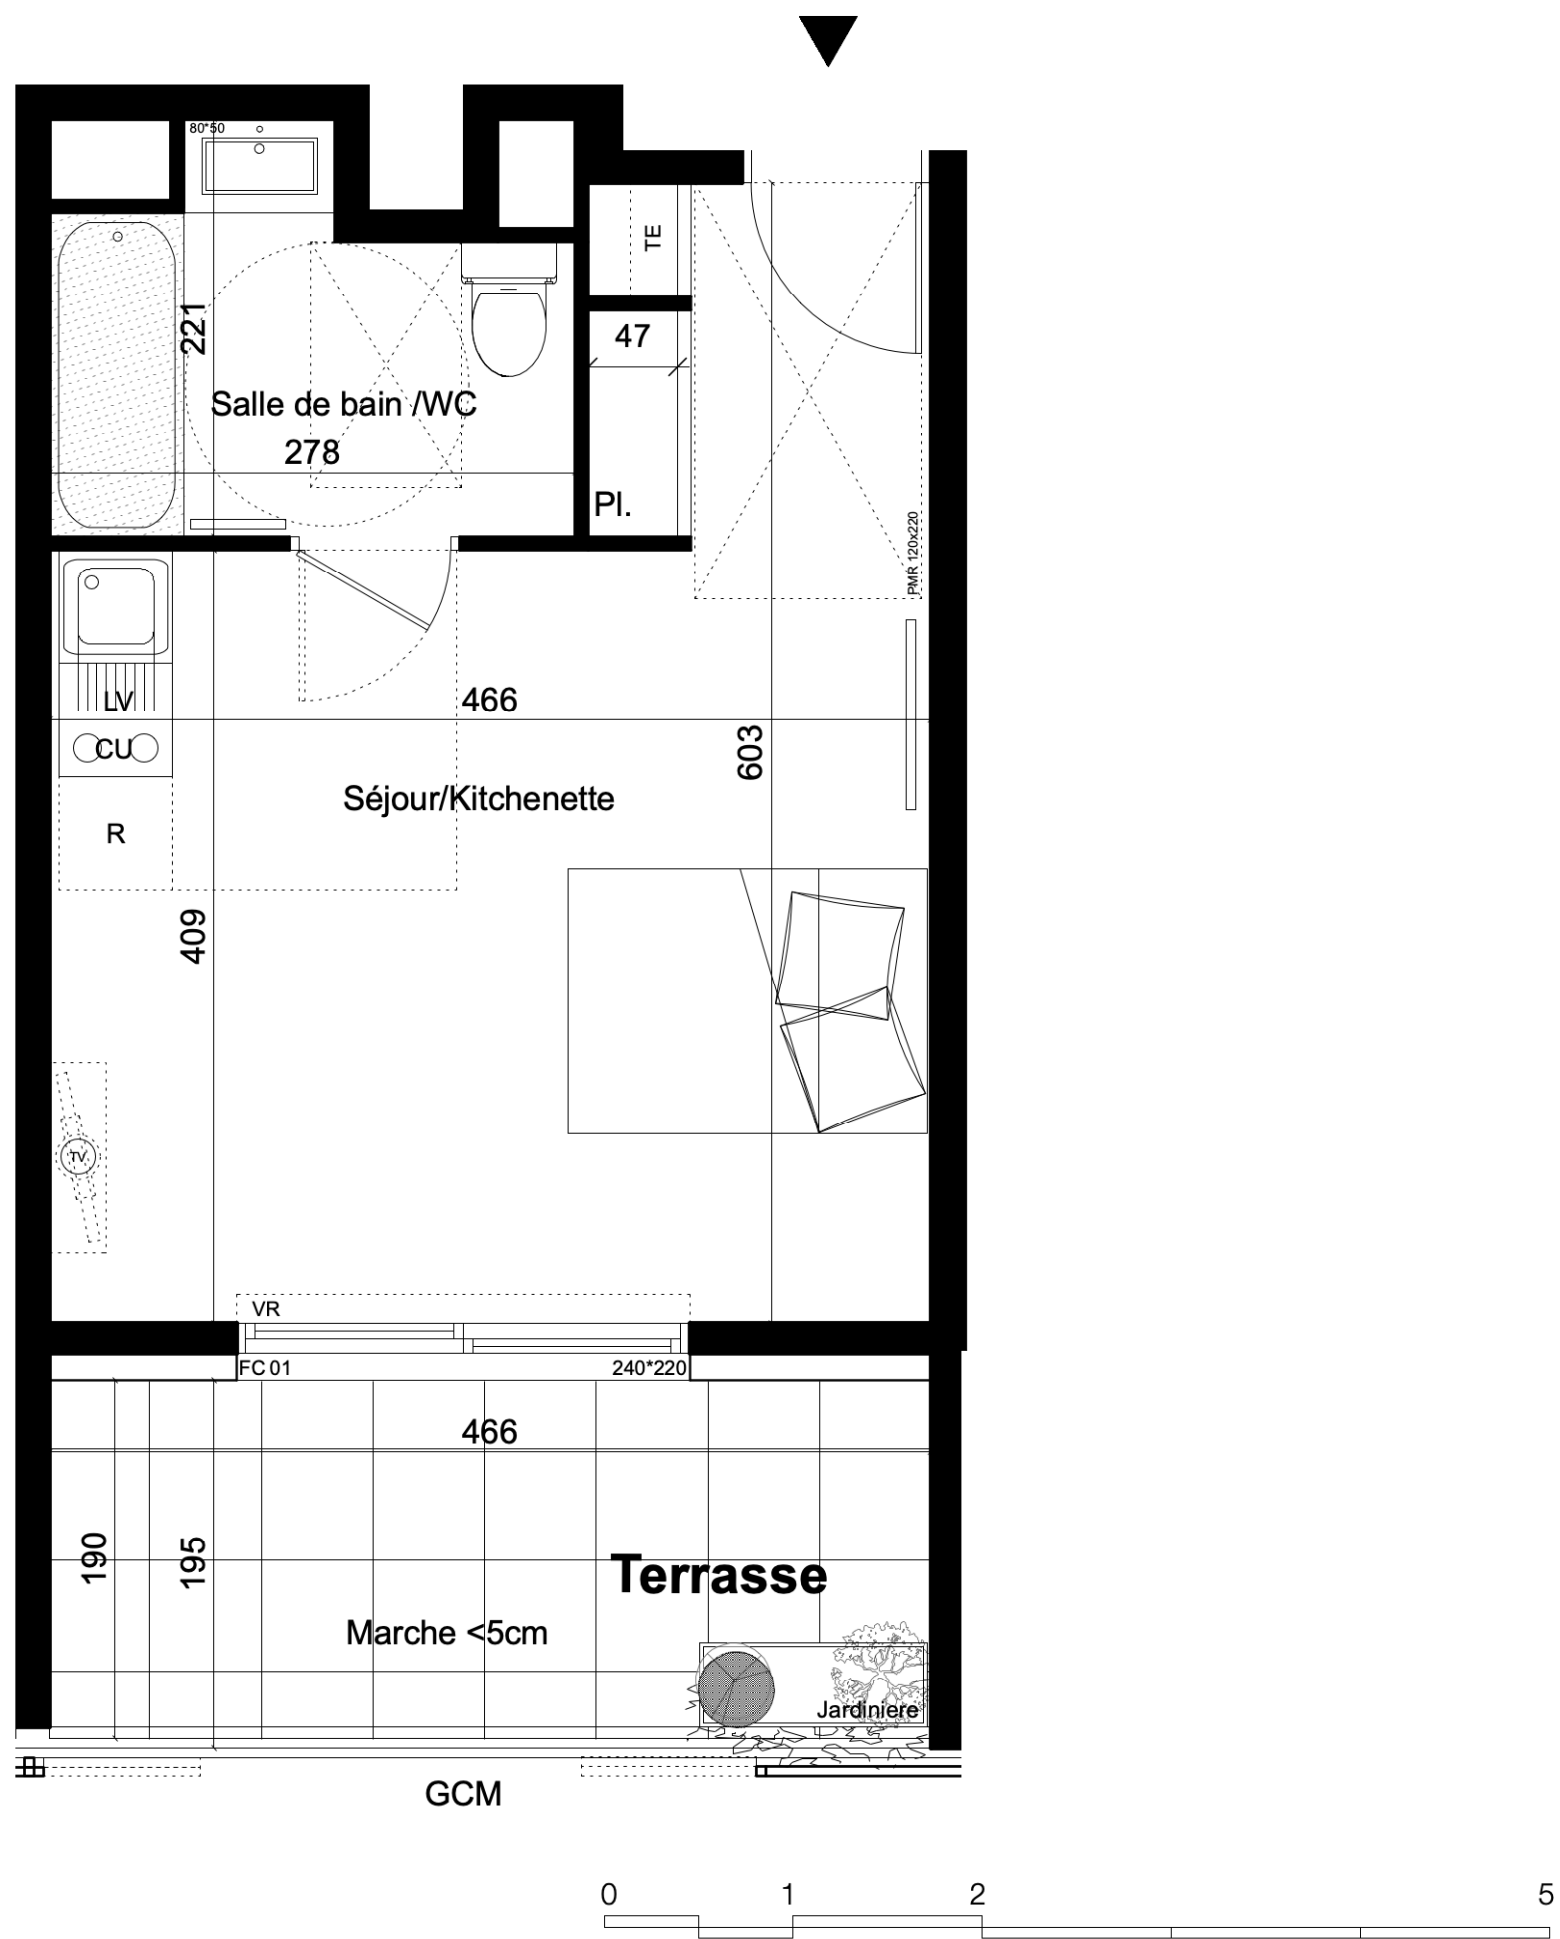 80*50
TE
221
47
Salle de bain /WC
278
Pl.
PMR 120x220
LV
466
CU
603
Séjour/Kitchenette
R
409
TV
VR
FC 01
240*220
466
190
195
Terrasse
Marche <5cm
Jardiniere
GCM
0 1 2 5